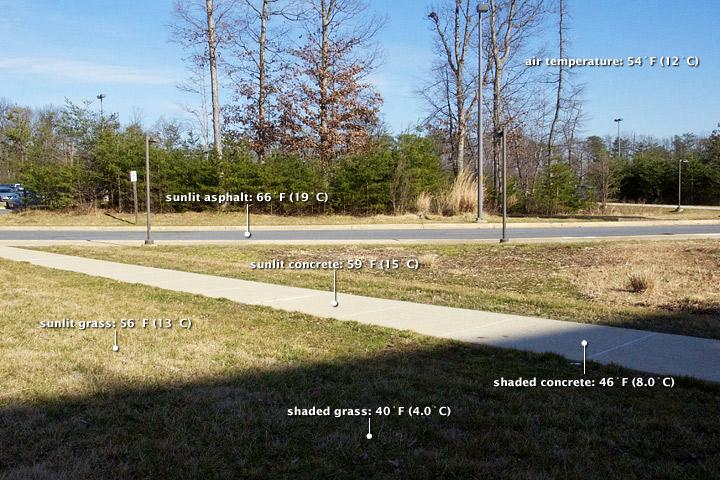 air temperature: 54˚F (12˚C)
sunlit asphalt: 66˚F (19˚C)
sunlit concrete: 59˚F (15˚C)
sunlit grass: 56˚F (13˚C)
shaded concrete: 46˚F (8.0˚C)
shaded grass: 40˚F (4.0˚C)